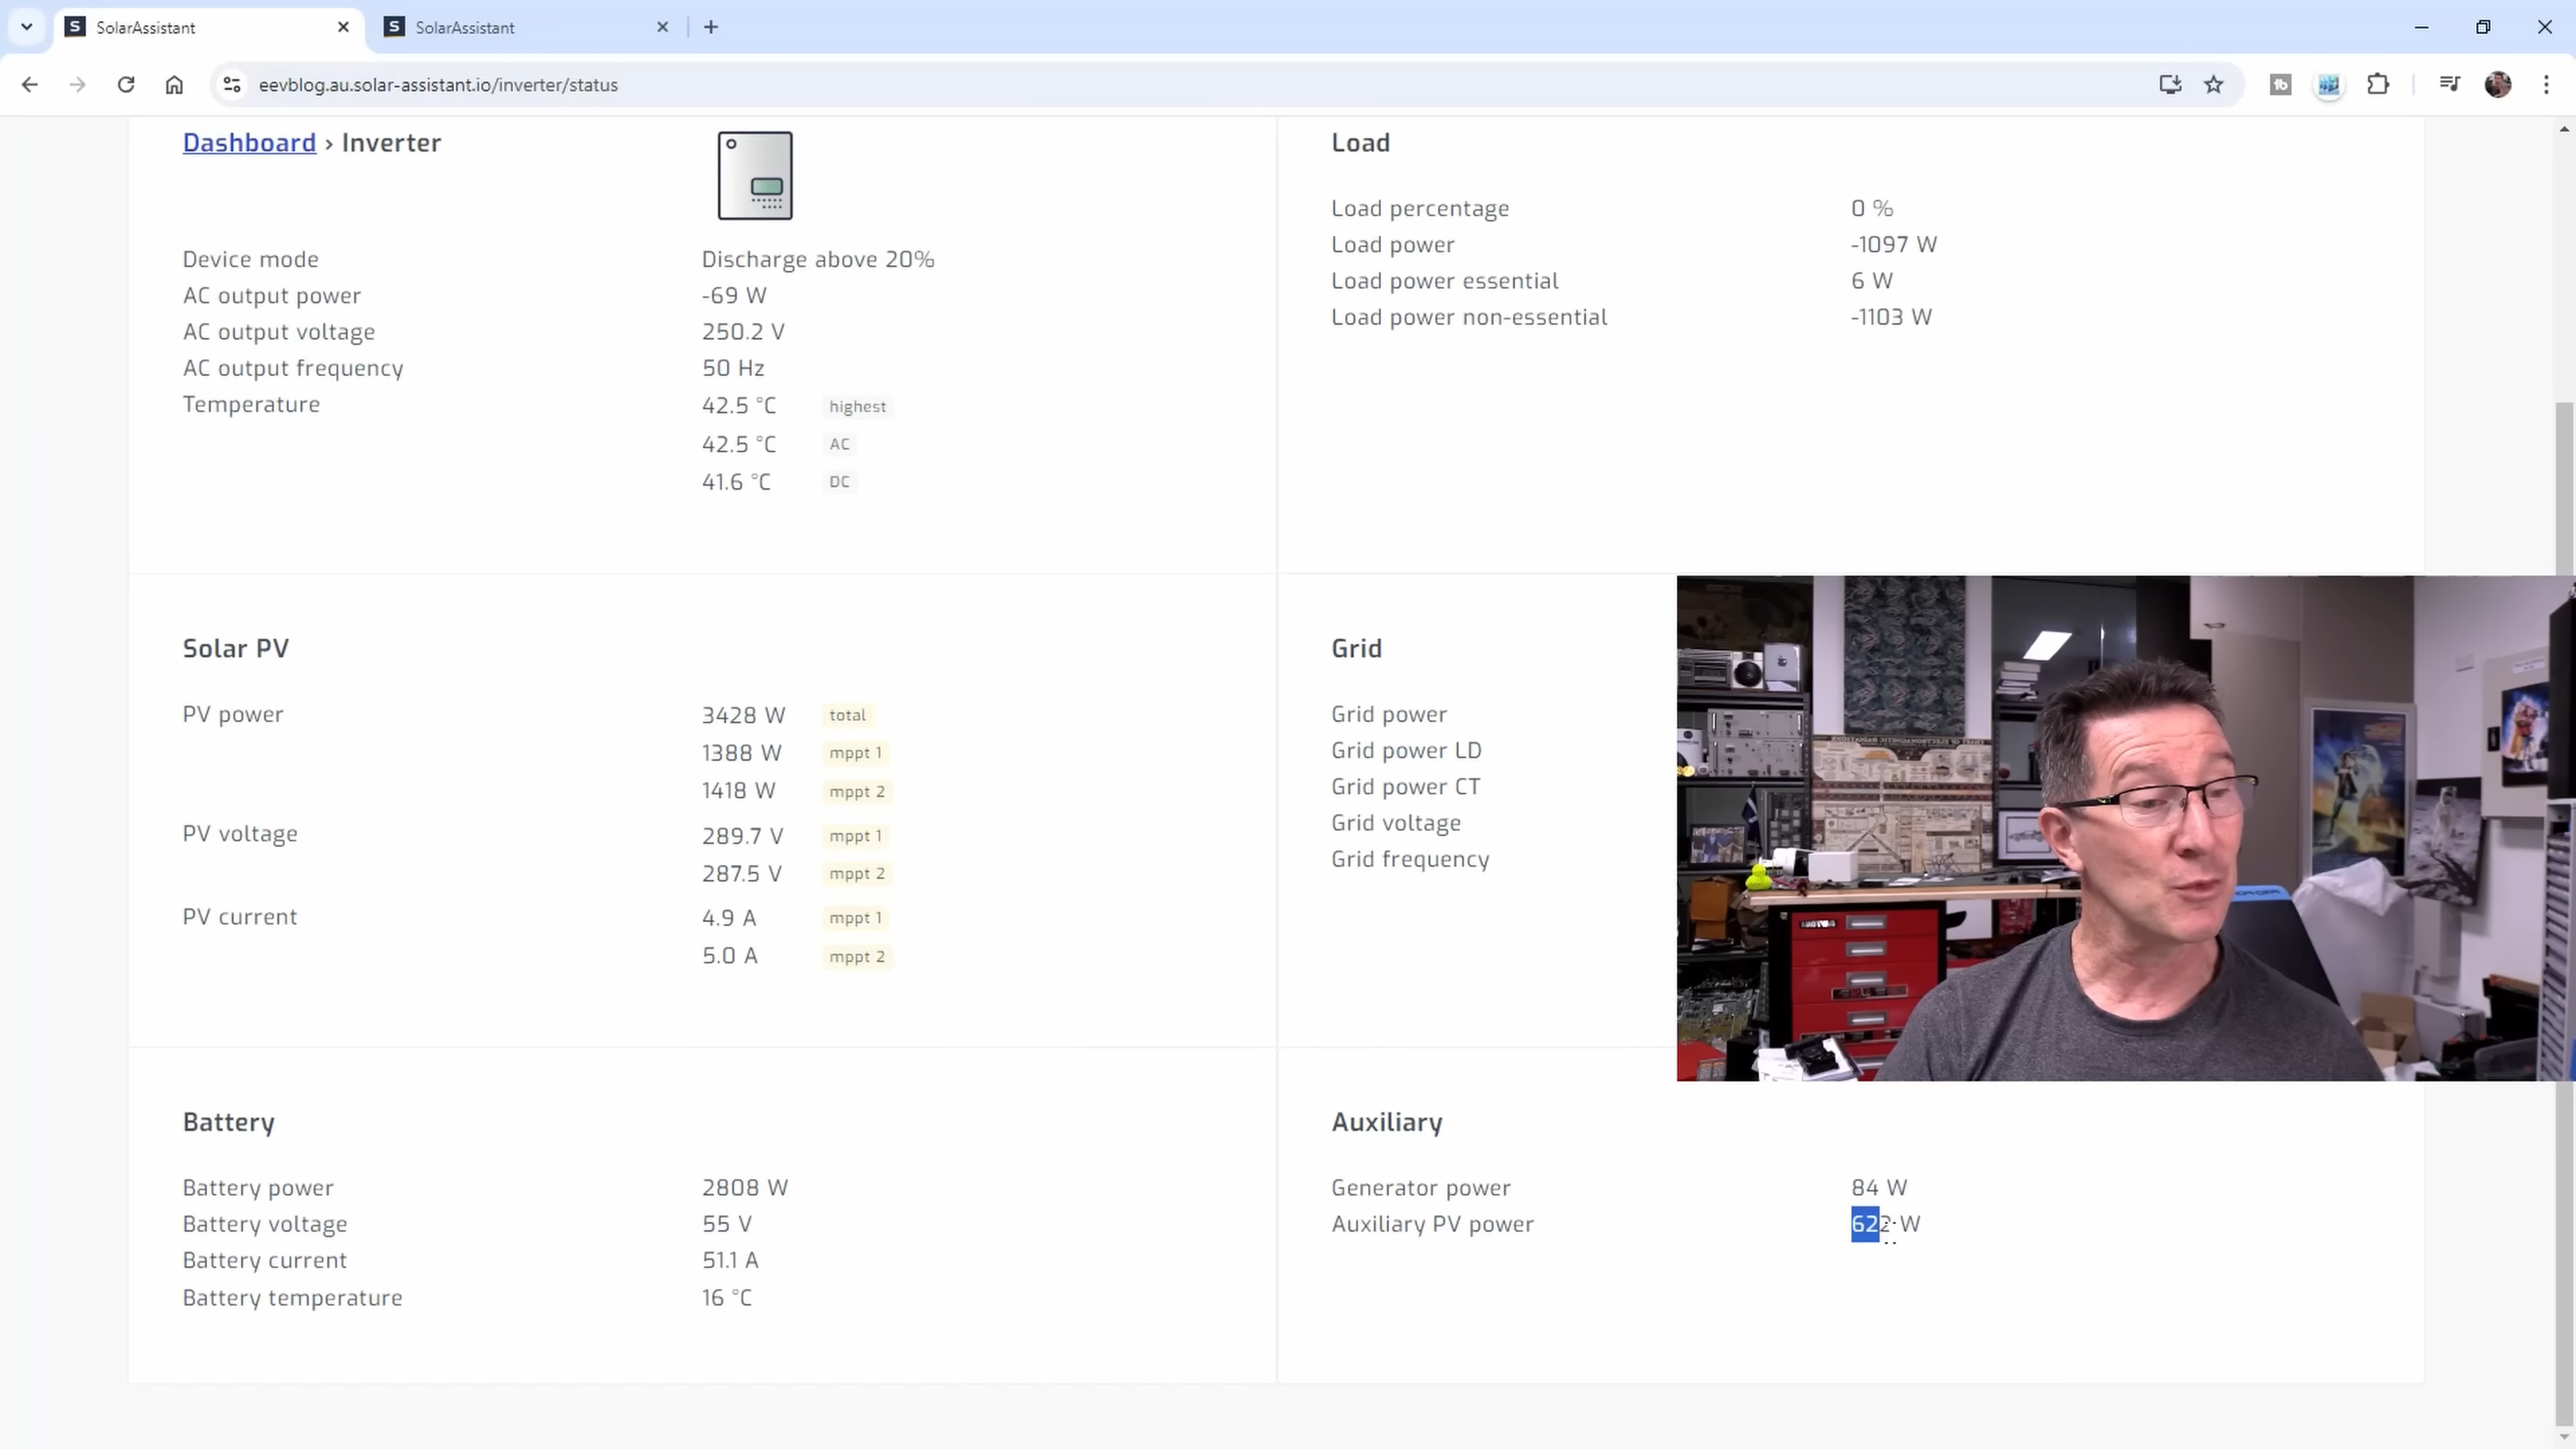 SolarAssistant
SolarAssistant
eevblog.au.solar-assistant.io/inverter/status
Dashboard › Inverter
Device mode Discharge above 20%
AC output power -69 W
AC output voltage 250.2 V
AC output frequency 50 Hz
Temperature 42.5 °C highest
42.5 °C AC
41.6 °C DC
Load
Load percentage 0 %
Load power -1097 W
Load power essential 6 W
Load power non-essential -1103 W
Solar PV
PV power 3428 W total
1388 W mppt 1
1418 W mppt 2
PV voltage 289.7 V mppt 1
287.5 V mppt 2
PV current 4.9 A mppt 1
5.0 A mppt 2
Grid
Grid power
Grid power LD
Grid power CT
Grid voltage
Grid frequency
Battery
Battery power 2808 W
Battery voltage 55 V
Battery current 51.1 A
Battery temperature 16 °C
Auxiliary
Generator power 84 W
Auxiliary PV power 622 W